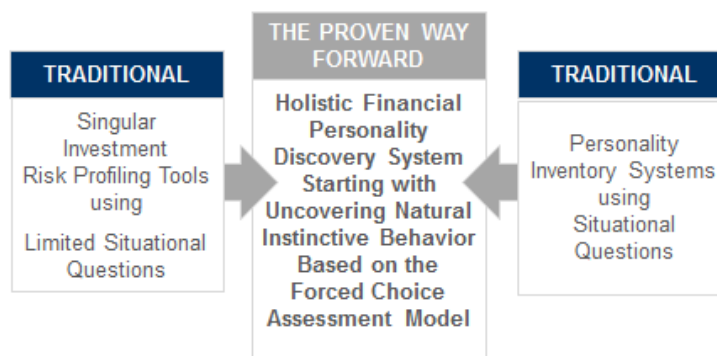 TRADITIONAL
Singular
Investment
Risk Profiling Tools
using
Limited Situational
Questions
THE PROVEN WAY
FORWARD
Holistic Financial
Personality
Discovery System
Starting with
Uncovering Natural
Instinctive Behavior
Based on the
Forced Choice
Assessment Model
TRADITIONAL
Personality
Inventory Systems
using
Situational
Questions